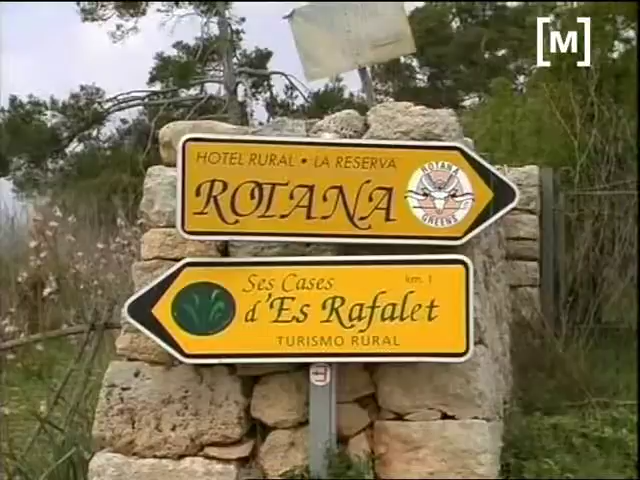 [M]
HOTEL RURAL • LA RESERVA
ROTANA
ROTANA
GREENS
Ses Cases
km. 1
d'Es Rafalet
TURISMO RURAL